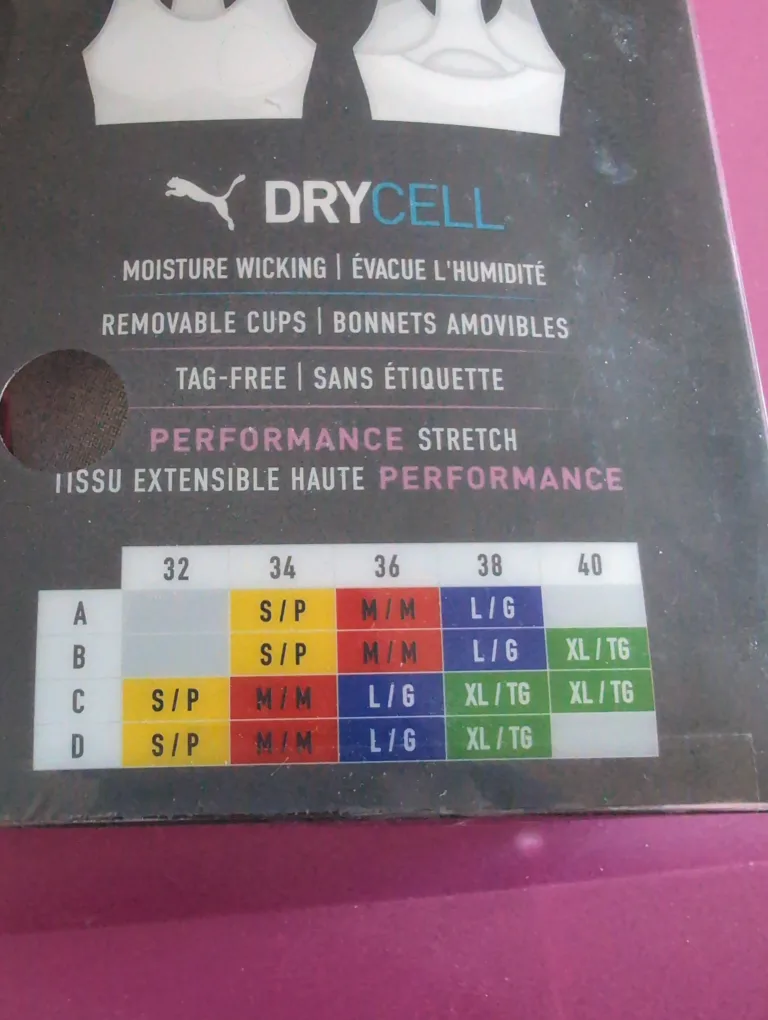 DRYCELL
MOISTURE WICKING | ÉVACUE L'HUMIDITÉ
REMOVABLE CUPS | BONNETS AMOVIBLES
TAG-FREE | SANS ÉTIQUETTE
PERFORMANCE STRETCH
TISSU EXTENSIBLE HAUTE PERFORMANCE
32 34 36 38 40
A S/P M/M L/G
B S/P M/M L/G XL/TG
C S/P M/M L/G XL/TG XL/TG
D S/P M/M L/G XL/TG